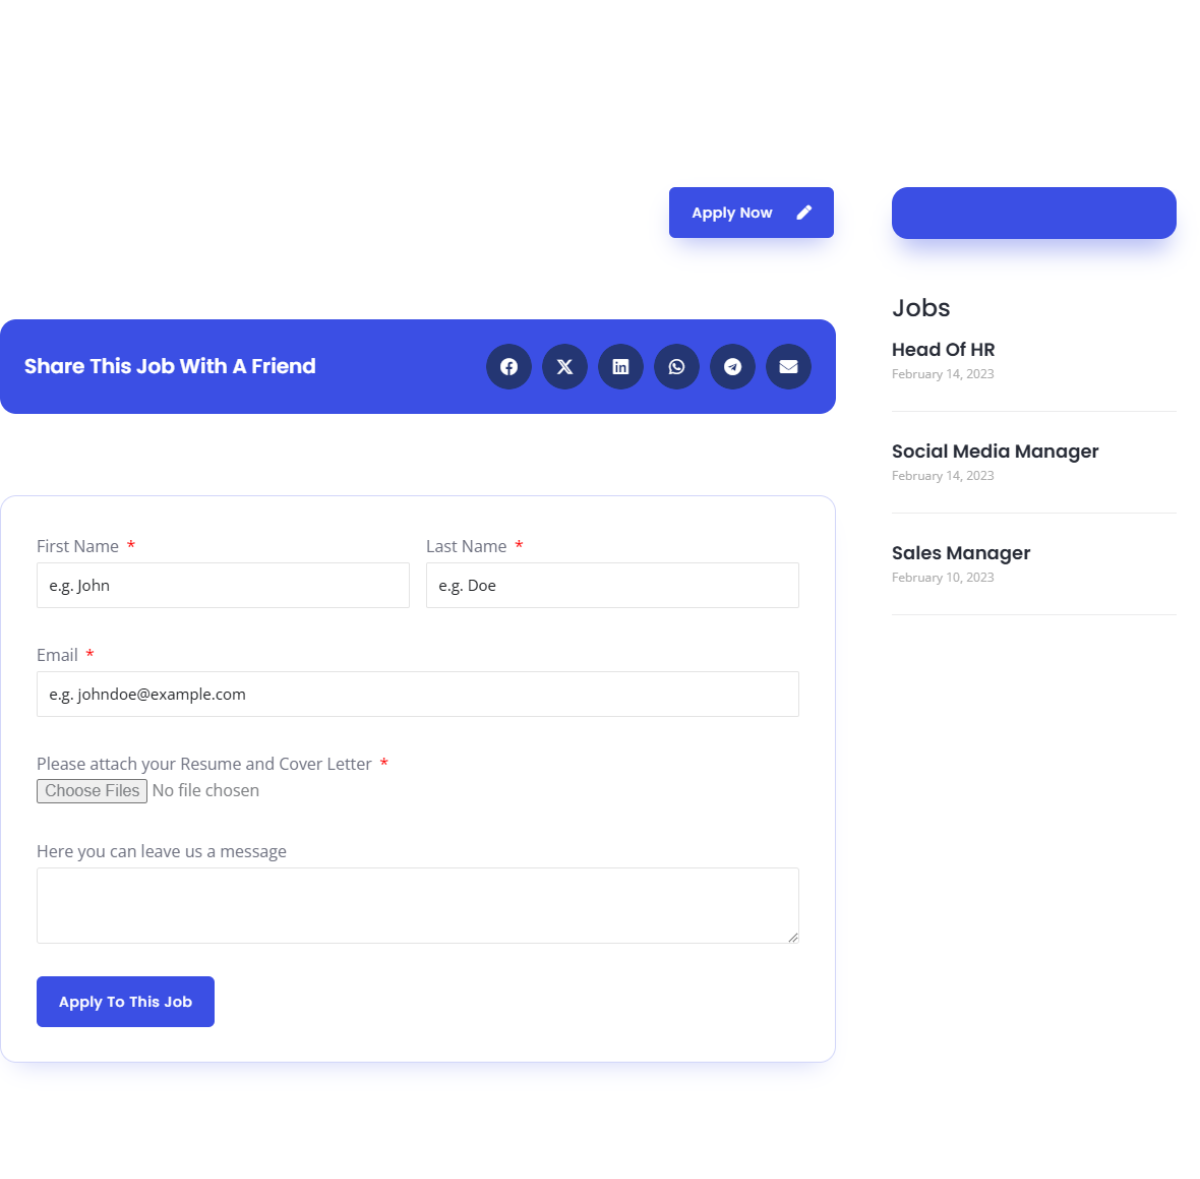 Apply Now
Share This Job With A Friend
First Name *
Last Name *
e.g. John
e.g. Doe
Email *
e.g. johndoe@example.com
Please attach your Resume and Cover Letter *
Choose Files No file chosen
Here you can leave us a message
Apply To This Job
Jobs
Head Of HR
February 14, 2023
Social Media Manager
February 14, 2023
Sales Manager
February 10, 2023